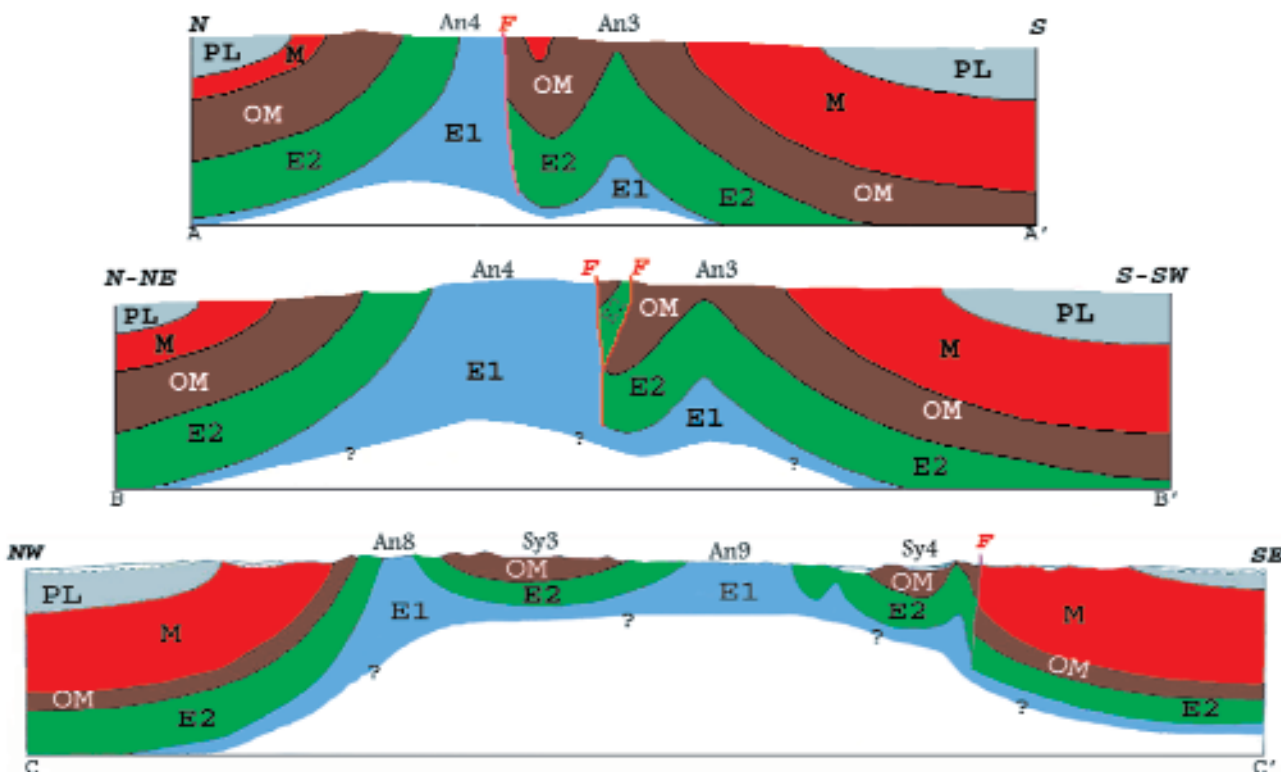 N An4 F An3 S
PL M PL
OM OM M
E1
E2 E2 E1 OM
E2
A A'
N-NE An4 F F An3 S-SW
PL OM PL
M M
OM E1 E2
E1 OM
E2 E2
? ? ?
B B'
NW An8 Sy3 An9 Sy4 F SE
OM OM
PL E2 E1 E2
M E1 M
OM ? ? ? OM
E2 ? E2
C C'